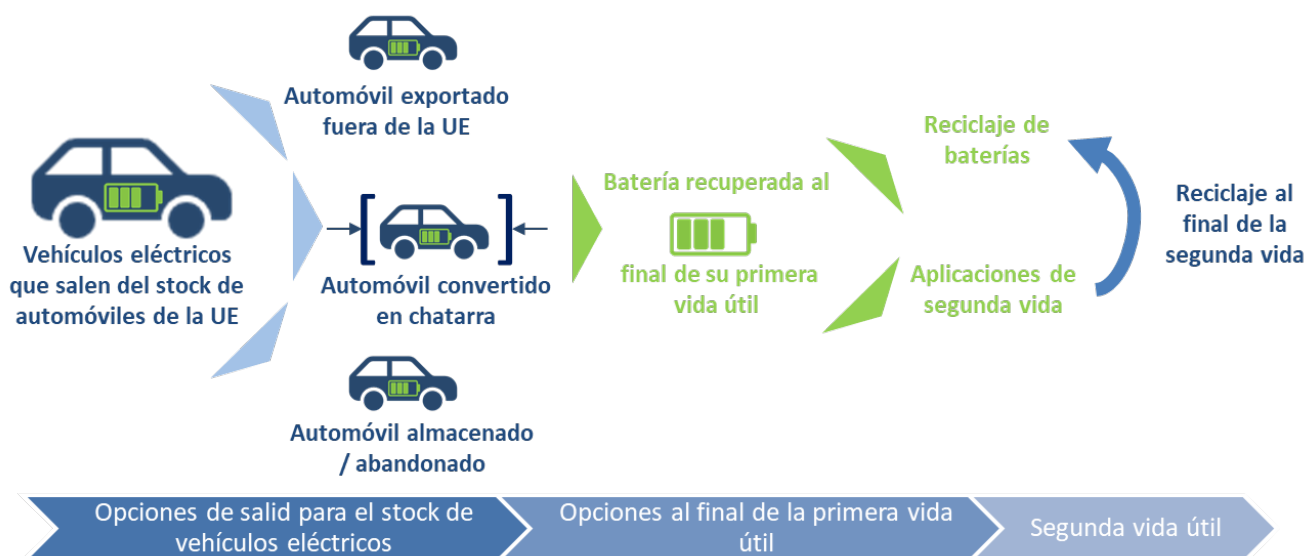 Automóvil exportado
fuera de la UE
Vehículos eléctricos
que salen del stock de
automóviles de la UE
Automóvil convertido
en chatarra
Automóvil almacenado
/ abandonado
Batería recuperada al
final de su primera
vida útil
Reciclaje de
baterías
Aplicaciones de
segunda vida
Reciclaje al
final de la
segunda vida
Opciones de salid para el stock de
vehículos eléctricos
Opciones al final de la primera vida
útil
Segunda vida útil